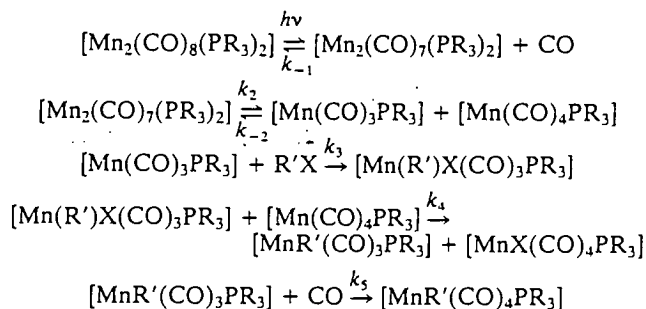 hν
[Mn₂(CO)₈(PR₃)₂] ⇌ [Mn₂(CO)₇(PR₃)₂] + CO
k₋₁
k₂
[Mn₂(CO)₇(PR₃)₂] ⇌ [Mn(CO)₃PR₃] + [Mn(CO)₄PR₃]
k₋₂
[Mn(CO)₃PR₃] + R′X →k₃ [Mn(R′)X(CO)₃PR₃]
[Mn(R′)X(CO)₃PR₃] + [Mn(CO)₄PR₃] →k₄
[MnR′(CO)₃PR₃] + [MnX(CO)₄PR₃]
[MnR′(CO)₃PR₃] + CO →k₅ [MnR′(CO)₄PR₃]